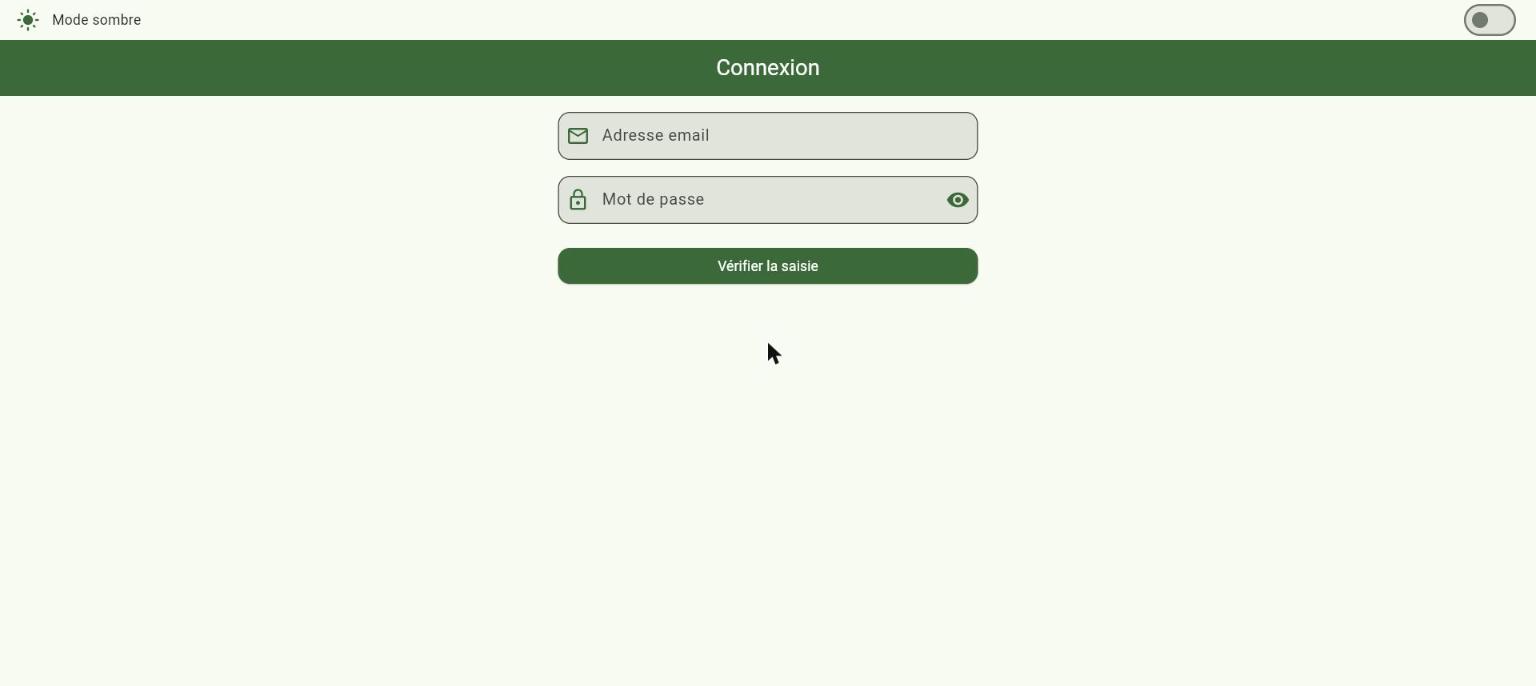 Mode sombre
Connexion
Adresse email
Mot de passe
Vérifier la saisie